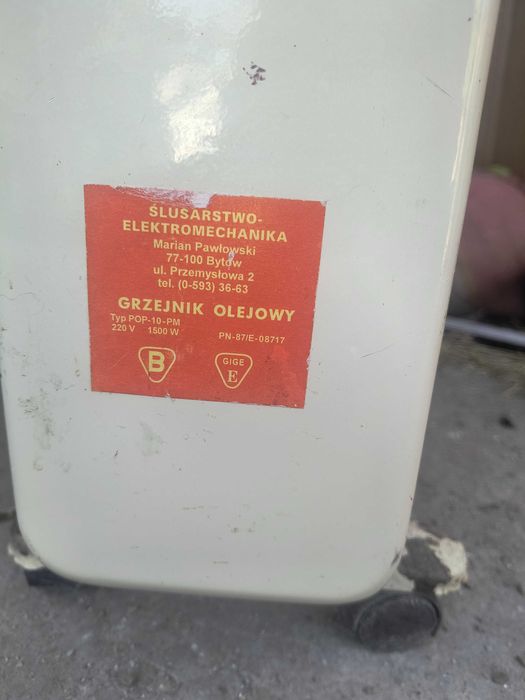 ŚLUSARSTWO-
ELEKTROMECHANIKA
Marian Pawłowski
77-100 Bytów
ul. Przemysłowa 2
tel. (0-593) 36-63
GRZEJNIK OLEJOWY
Typ POP-10-PM
220 V 1500 W
PN-87/E-08717
B
GIGE
E